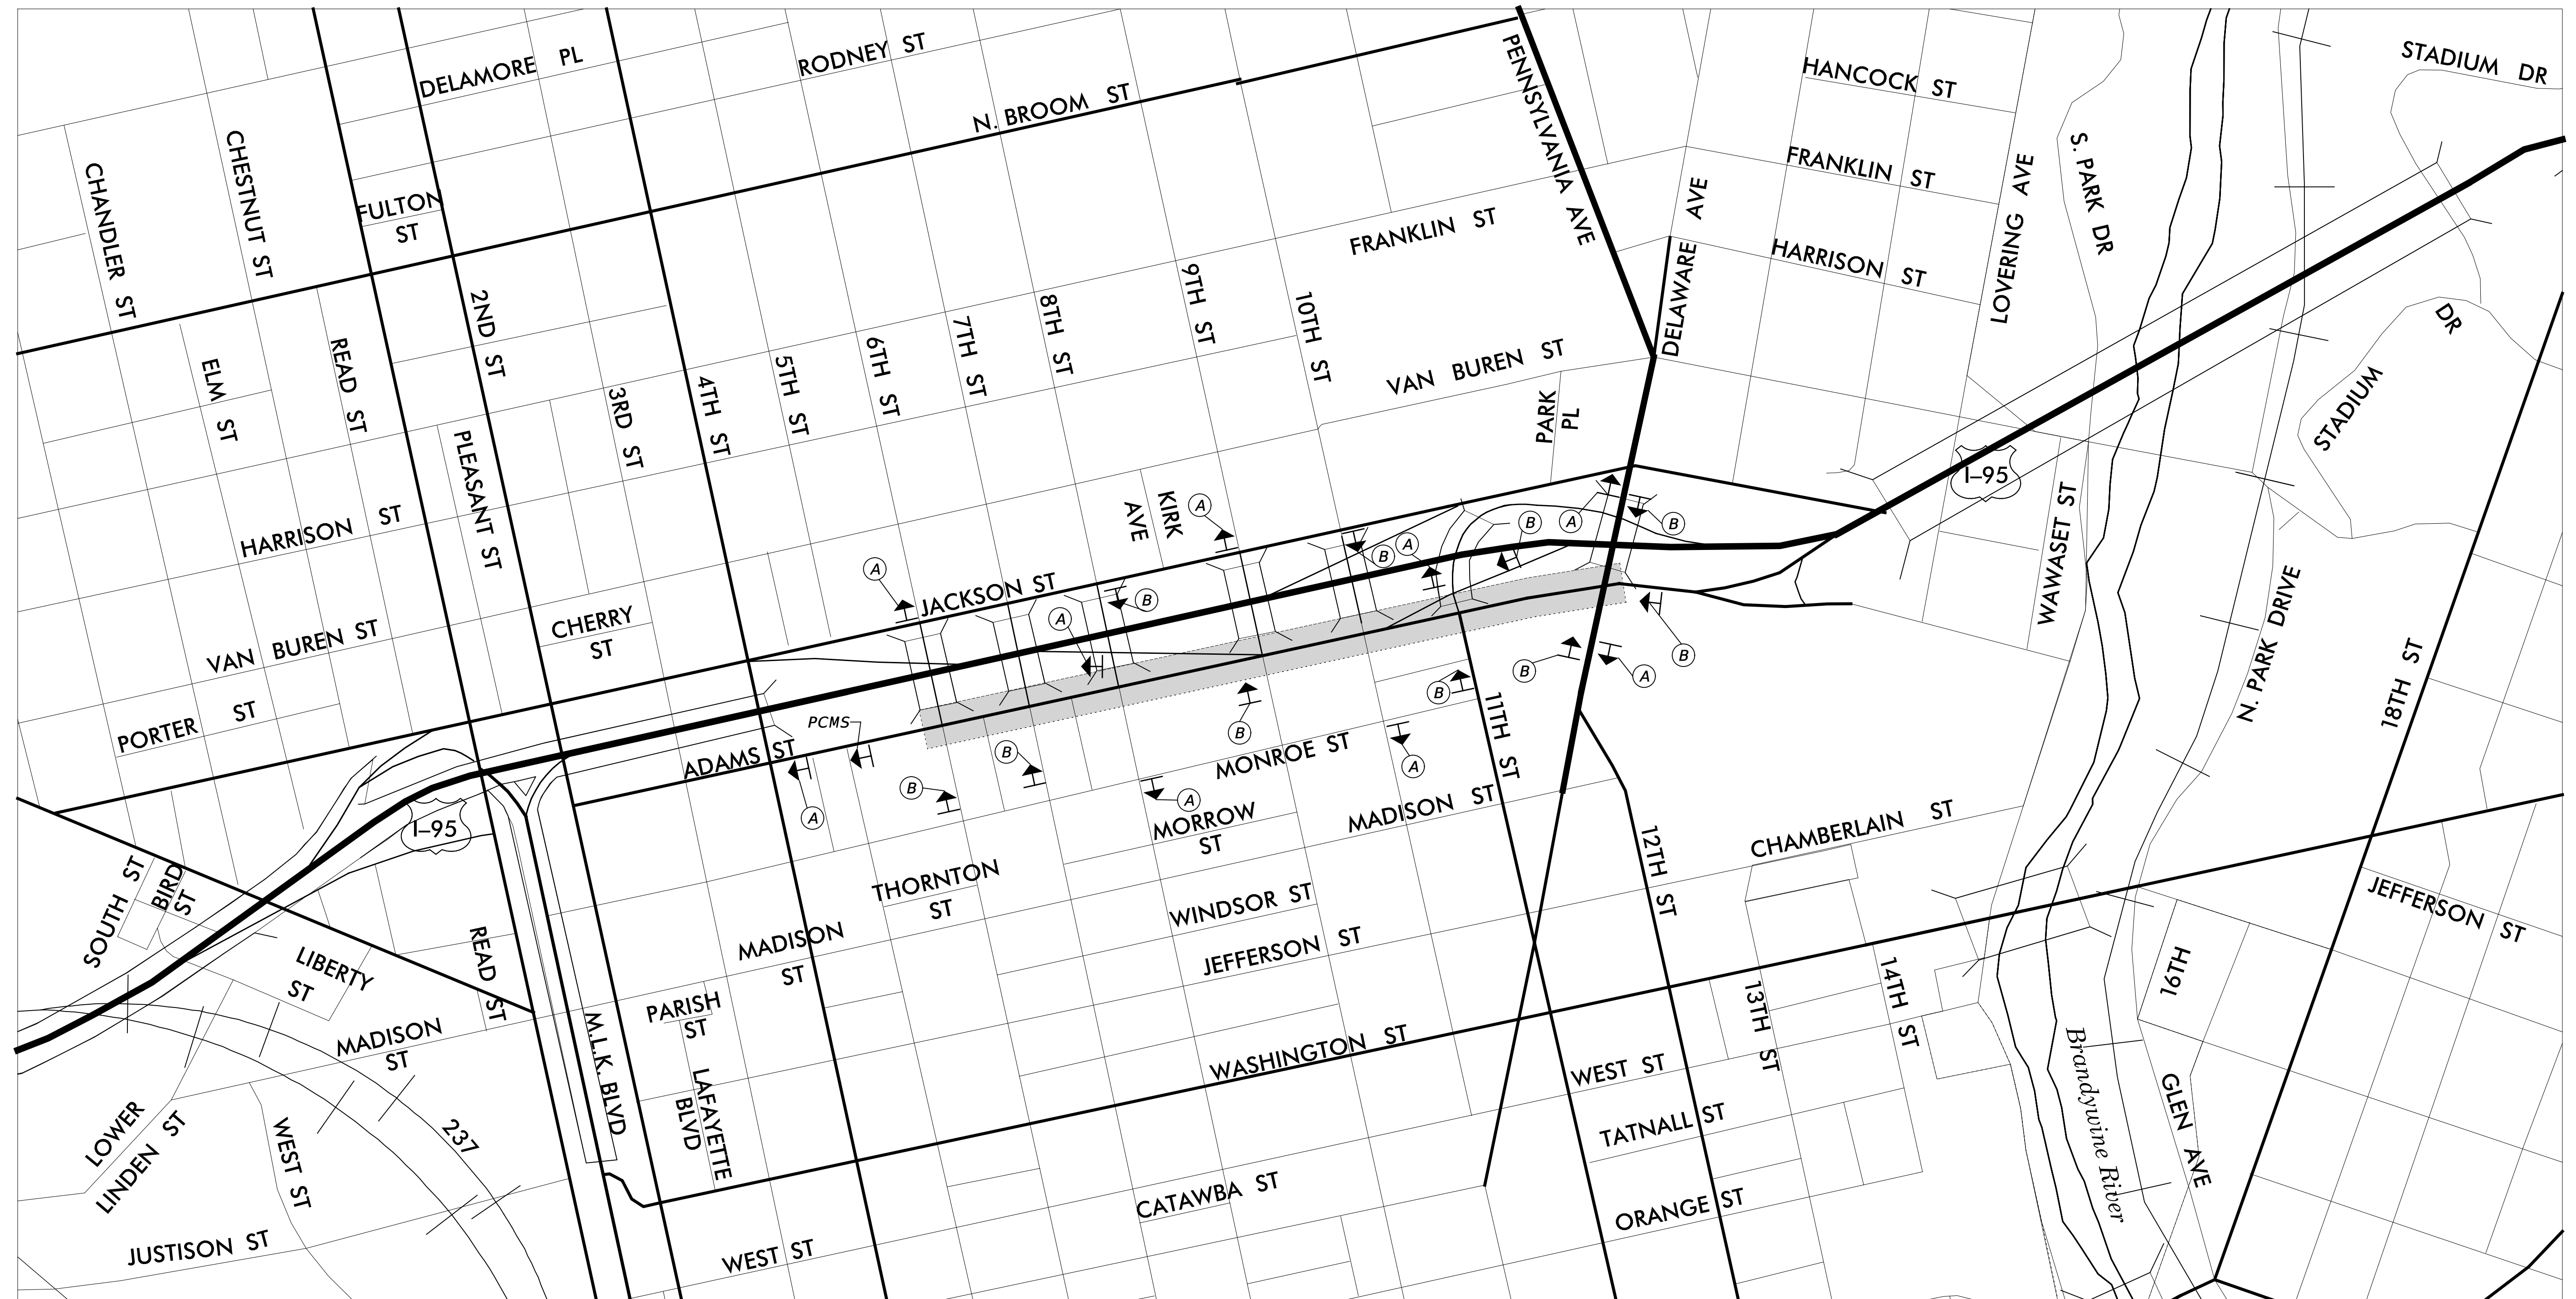 DELAMORE PL
RODNEY ST
N. BROOM ST
PENNSYLVANIA AVE
HANCOCK ST
STADIUM DR
CHANDLER ST
CHESTNUT ST
FULTON
ST
FRANKLIN ST
FRANKLIN ST
DELAWARE AVE
LOVERING AVE
S. PARK DR
HARRISON ST
ELM ST
READ ST
2ND ST
PLEASANT ST
3RD ST
4TH ST
5TH ST
6TH ST
7TH ST
8TH ST
9TH ST
10TH ST
VAN BUREN ST
PARK
PL
STADIUM DR
HARRISON ST
KIRK
AVE
I-95
WAWASET ST
VAN BUREN ST
CHERRY
ST
JACKSON ST
A
A
A
B
B
A
B
A
B
B
B
A
B
PORTER ST
PCMS
ADAMS ST
A
B
B
B
A
A
MONROE ST
11TH ST
N. PARK DRIVE
18TH ST
I-95
MORROW
ST
MADISON ST
12TH ST
CHAMBERLAIN ST
SOUTH ST
BIRD
ST
THORNTON
ST
WINDSOR ST
JEFFERSON ST
JEFFERSON ST
READ ST
LIBERTY
ST
MADISON
ST
PARISH
ST
MADISON
ST
M.L.K. BLVD
LAFAYETTE
BLVD
WASHINGTON ST
WEST ST
13TH ST
14TH ST
16TH
LOWER
LINDEN ST
WEST ST
237
TATNALL ST
Brandywine River
GLEN AVE
JUSTISON ST
WEST ST
CATAWBA ST
ORANGE ST